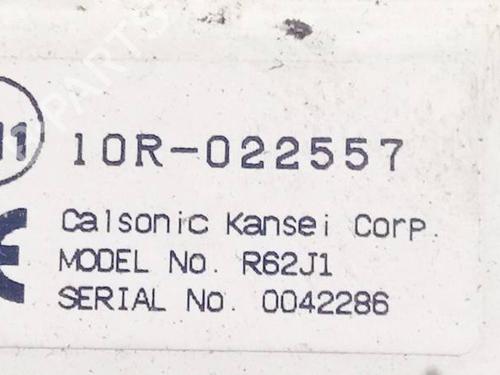 10R-022557
Calsonic Kansei Corp.
MODEL No. R62J1
SERIAL No. 0042286